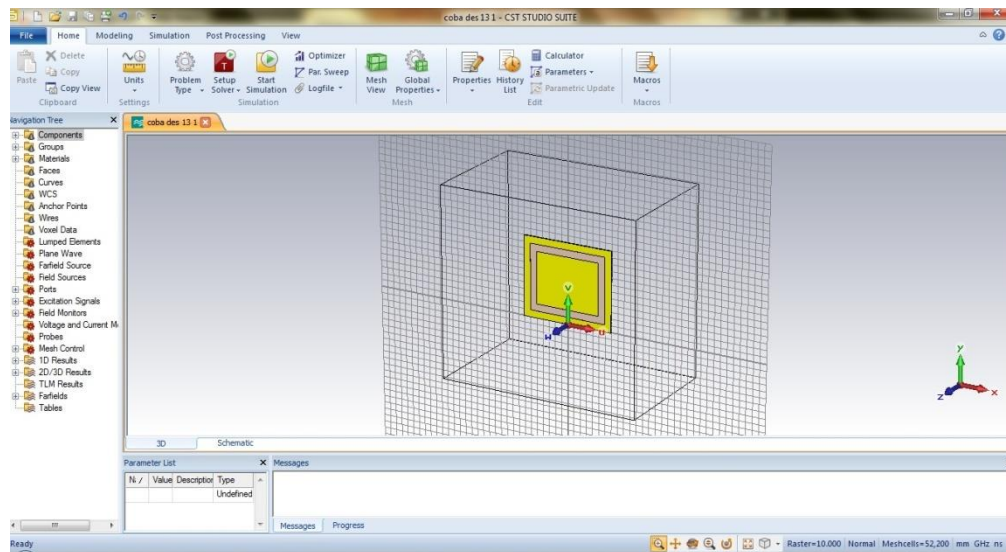 coba des 13 1 - CST STUDIO SUITE
File Home Modeling Simulation Post Processing View
Paste
Delete
Copy
Copy View
Clipboard
Units
Settings
Problem Type
Setup Solver
Start Simulation
Optimizer
Par. Sweep
Logfile
Simulation
Mesh View
Global Properties
Mesh
Properties
History List
Calculator
Parameters
Parametric Update
Edit
Macros
Macros
Navigation Tree
coba des 13 1
Components
Groups
Materials
Faces
Curves
WCS
Anchor Points
Wires
Voxel Data
Lumped Elements
Plane Wave
Farfield Source
Field Sources
Ports
Excitation Signals
Field Monitors
Voltage and Current M
Probes
Mesh Control
1D Results
2D/3D Results
TLM Results
Farfields
Tables
v
w u
y
z x
3D Schematic
Parameter List
Value Description Type
Undefined
Messages
Messages Progress
Ready
Raster=10.000 Normal Meshcells=52,200 mm GHz ns